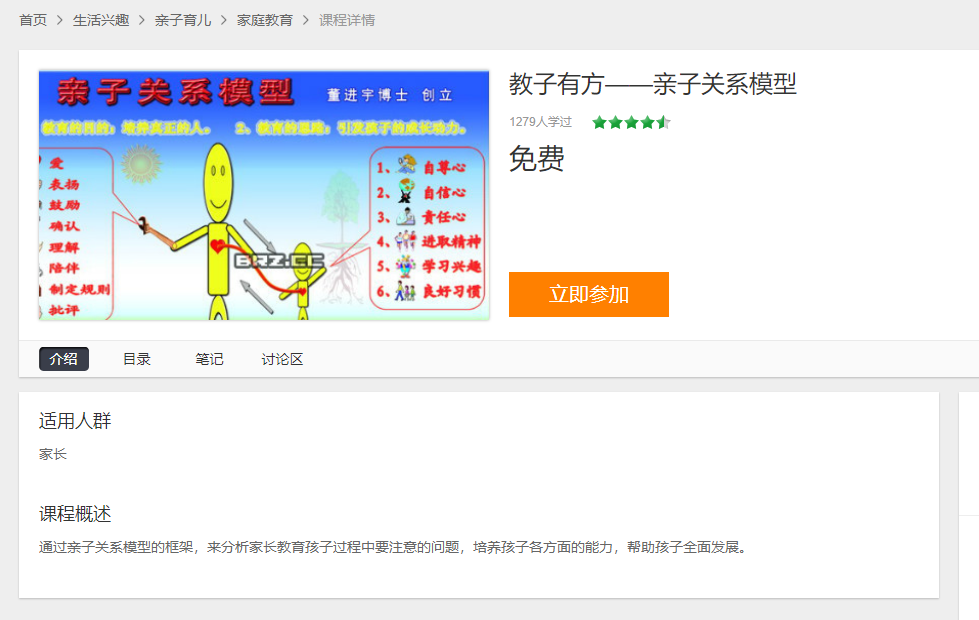 首页 > 生活兴趣 > 亲子育儿 > 家庭教育 > 课程详情
亲子关系模型
董进宇博士 创立
教育的目的：培养真正的人。 2、教育的思路：引发孩子的成长动力。
爱
表扬
鼓励
确认
理解
陪伴
制定规则
批评
1、自尊心
2、自信心
3、责任心
4、进取精神
5、学习兴趣
6、良好习惯
BRZ.CC
教子有方——亲子关系模型
1279人学过
免费
立即参加
介绍 目录 笔记 讨论区
适用人群
家长
课程概述
通过亲子关系模型的框架，来分析家长教育孩子过程中要注意的问题，培养孩子各方面的能力，帮助孩子全面发展。